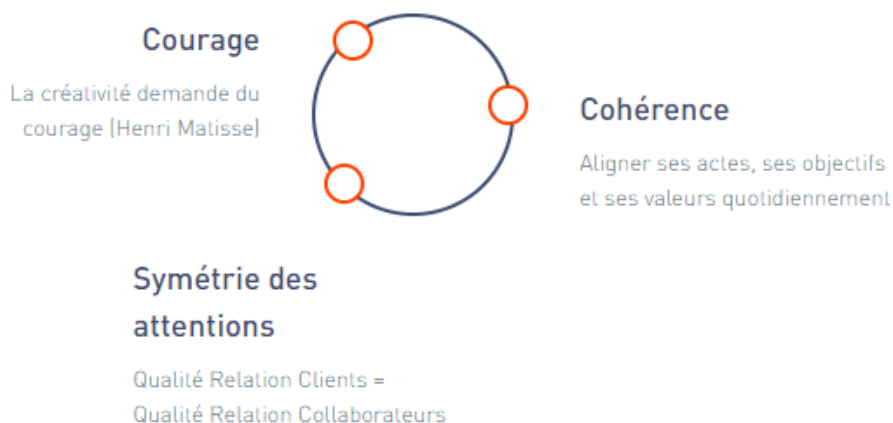 Courage
La créativité demande du
courage (Henri Matisse)
Cohérence
Aligner ses actes, ses objectifs
et ses valeurs quotidiennement
Symétrie des
attentions
Qualité Relation Clients =
Qualité Relation Collaborateurs